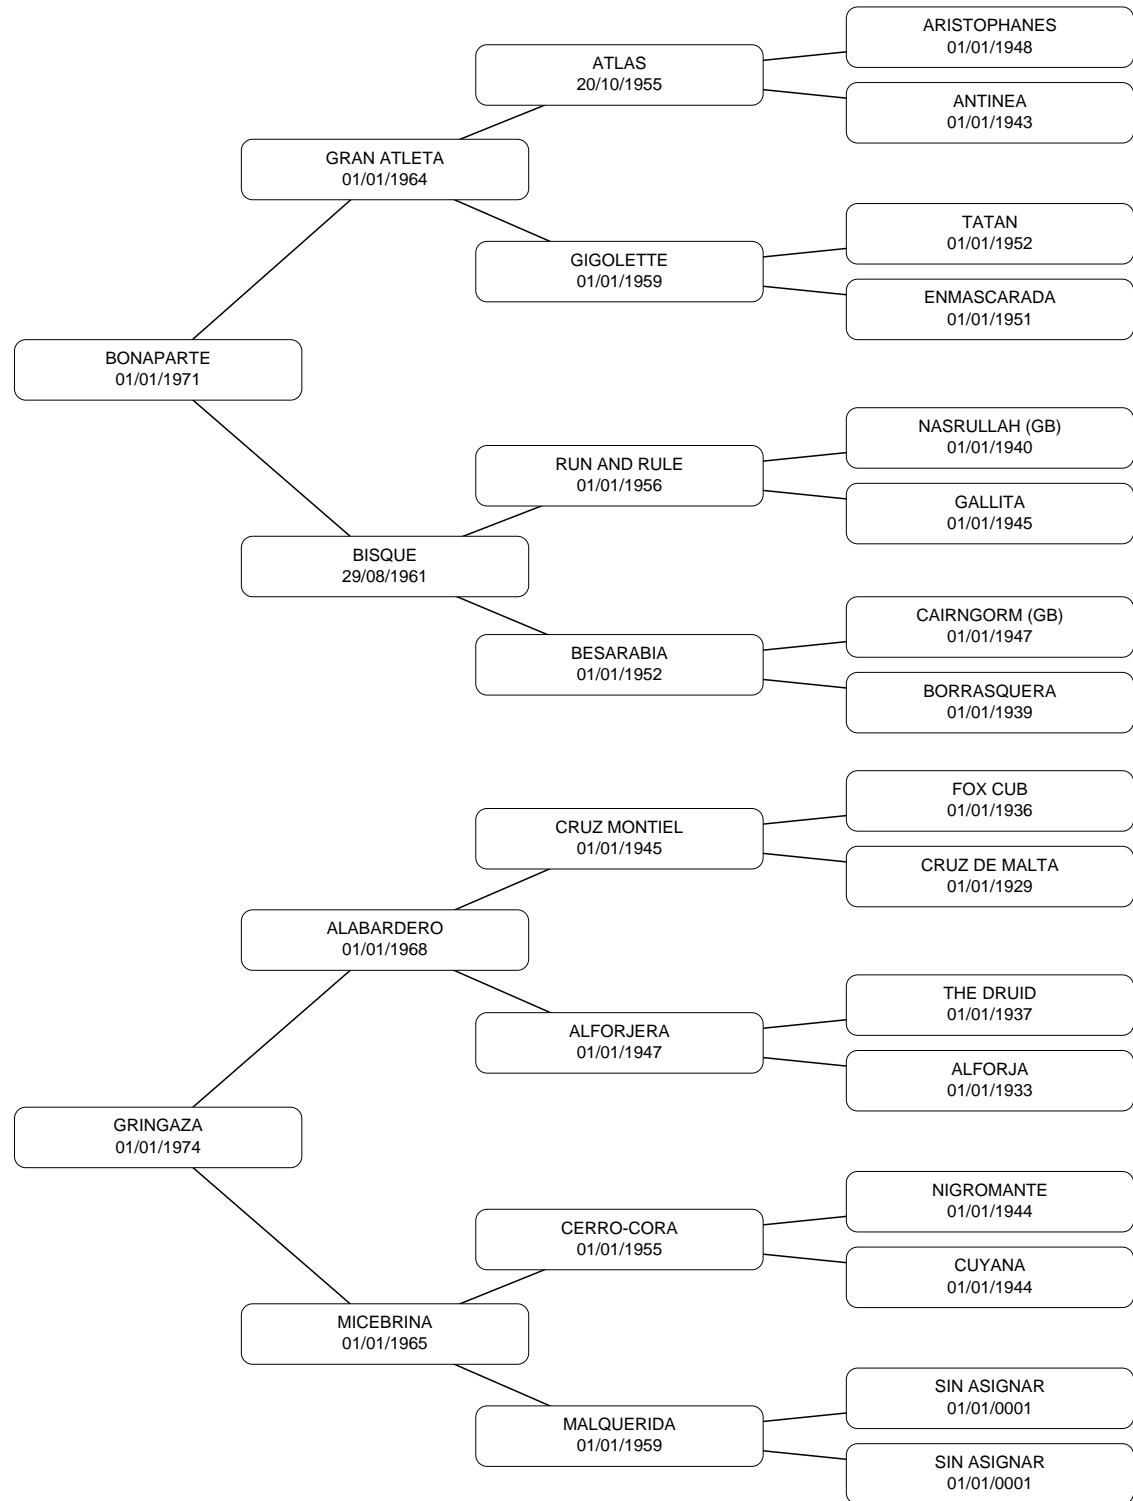 ARISTOPHANES
01/01/1948
ATLAS
20/10/1955
ANTINEA
01/01/1943
GRAN ATLETA
01/01/1964
TATAN
01/01/1952
GIGOLETTE
01/01/1959
ENMASCARADA
01/01/1951
BONAPARTE
01/01/1971
NASRULLAH (GB)
01/01/1940
RUN AND RULE
01/01/1956
GALLITA
01/01/1945
BISQUE
29/08/1961
CAIRNGORM (GB)
01/01/1947
BESARABIA
01/01/1952
BORRASQUERA
01/01/1939
FOX CUB
01/01/1936
CRUZ MONTIEL
01/01/1945
CRUZ DE MALTA
01/01/1929
ALABARDERO
01/01/1968
THE DRUID
01/01/1937
ALFORJERA
01/01/1947
ALFORJA
01/01/1933
GRINGAZA
01/01/1974
NIGROMANTE
01/01/1944
CERRO-CORA
01/01/1955
CUYANA
01/01/1944
MICEBRINA
01/01/1965
SIN ASIGNAR
01/01/0001
MALQUERIDA
01/01/1959
SIN ASIGNAR
01/01/0001